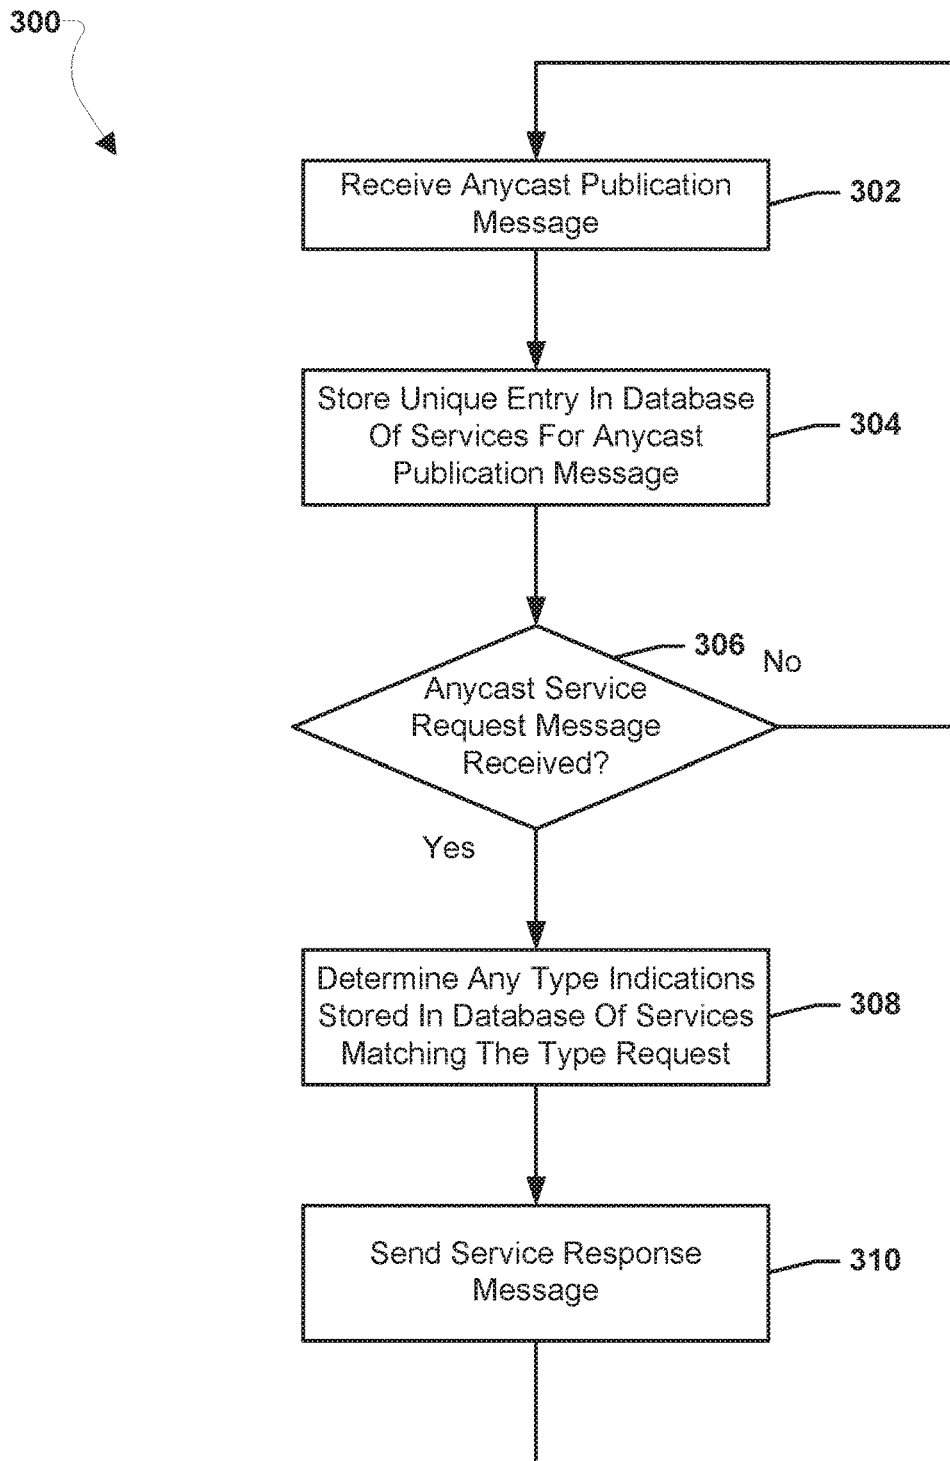 300
Receive Anycast Publication
Message
302
Store Unique Entry In Database
Of Services For Anycast
Publication Message
304
306
No
Anycast Service
Request Message
Received?
Yes
Determine Any Type Indications
Stored In Database Of Services
Matching The Type Request
308
Send Service Response
Message
310